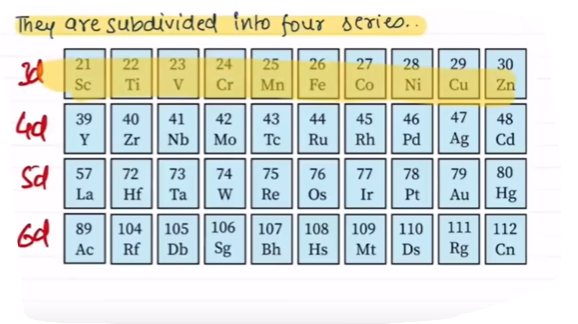 They are subdivided into four series..
3d 21 22 23 24 25 26 27 28 29 30
Sc Ti V Cr Mn Fe Co Ni Cu Zn
4d 39 40 41 42 43 44 45 46 47 48
Y Zr Nb Mo Tc Ru Rh Pd Ag Cd
5d 57 72 73 74 75 76 77 78 79 80
La Hf Ta W Re Os Ir Pt Au Hg
6d 89 104 105 106 107 108 109 110 111 112
Ac Rf Db Sg Bh Hs Mt Ds Rg Cn